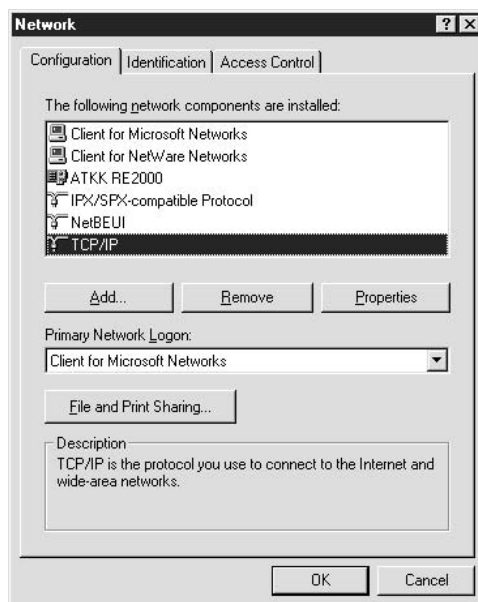 Network
Configuration Identification Access Control
The following network components are installed:
Client for Microsoft Networks
Client for NetWare Networks
ATKK RE2000
IPX/SPX-compatible Protocol
NetBEUI
TCP/IP
Add... Remove Properties
Primary Network Logon:
Client for Microsoft Networks
File and Print Sharing...
Description
TCP/IP is the protocol you use to connect to the Internet and
wide-area networks.
OK Cancel